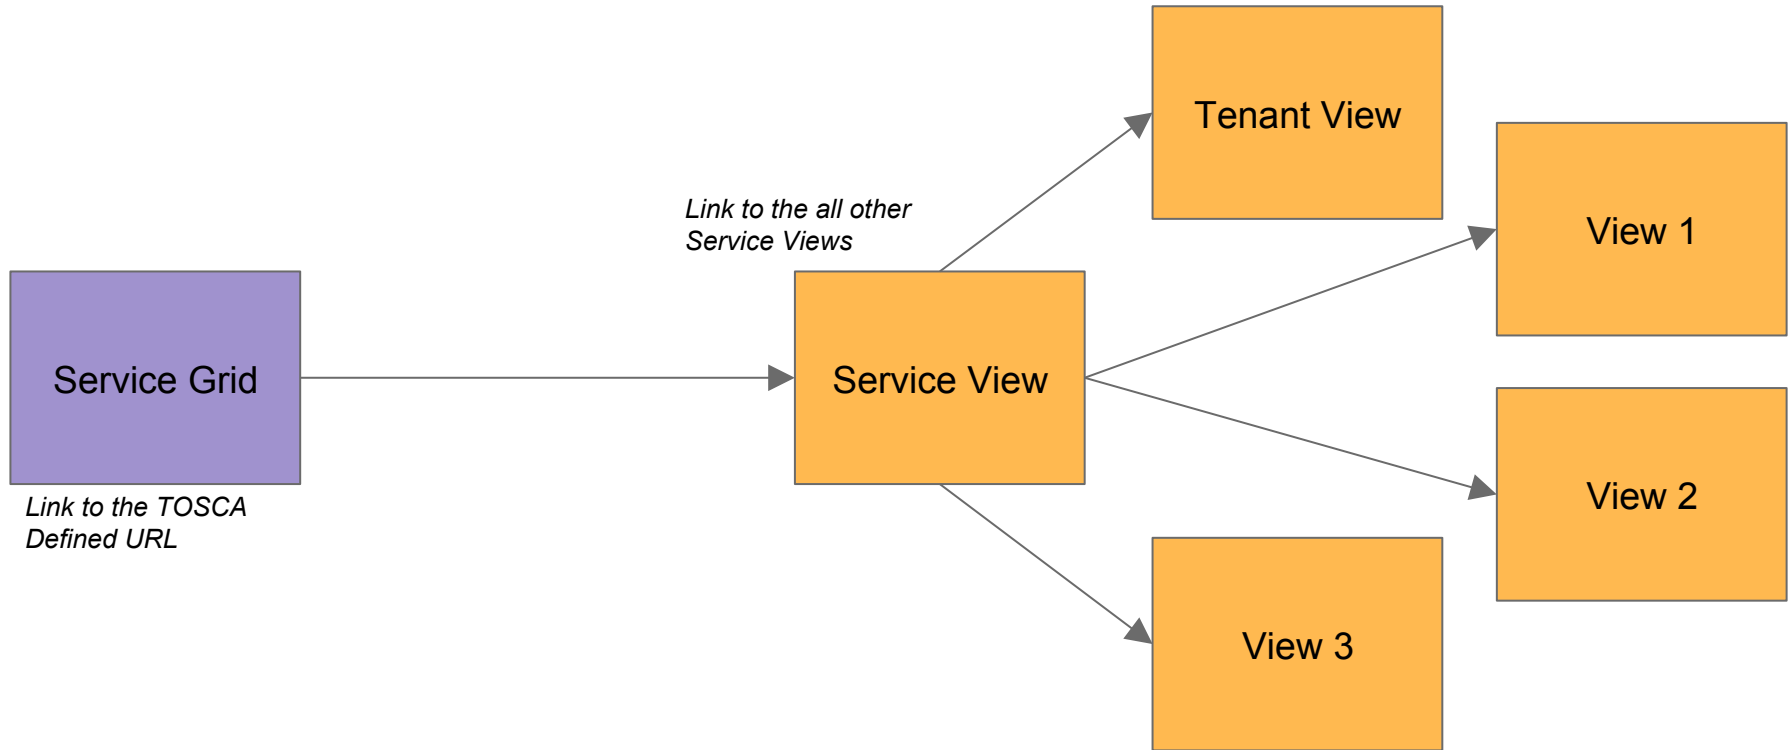 Tenant View
Link to the all other
Service Views
View 1
Service Grid
Service View
Link to the TOSCA
Defined URL
View 2
View 3